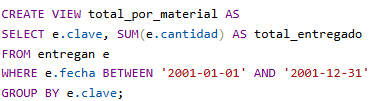 CREATE VIEW total_por_material AS
SELECT e.clave, SUM(e.cantidad) AS total_entregado
FROM entregan e
WHERE e.fecha BETWEEN '2001-01-01' AND '2001-12-31'
GROUP BY e.clave;